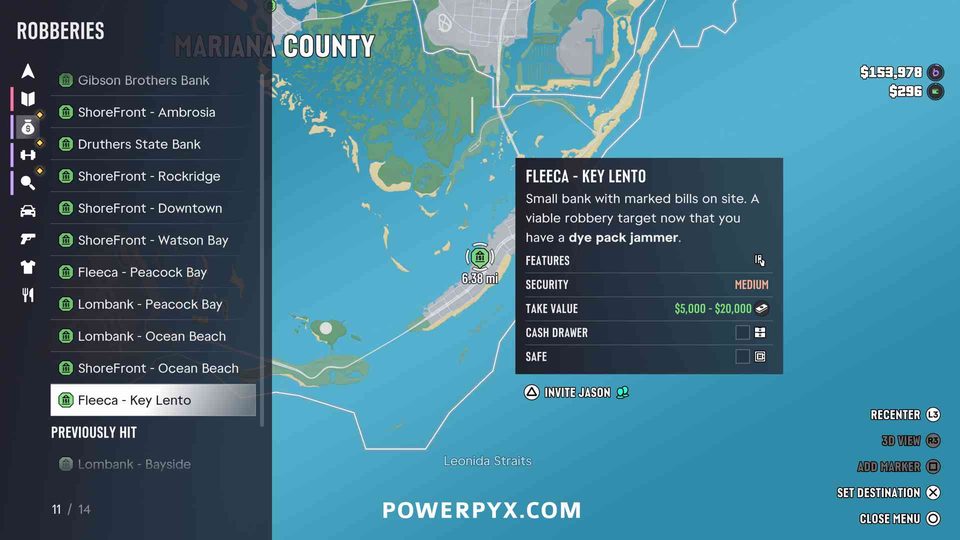 ROBBERIES
MARIANA COUNTY
$153,978
$296
Gibson Brothers Bank
ShoreFront - Ambrosia
Druthers State Bank
ShoreFront - Rockridge
ShoreFront - Downtown
ShoreFront - Watson Bay
Fleeca - Peacock Bay
Lombank - Peacock Bay
Lombank - Ocean Beach
ShoreFront - Ocean Beach
Fleeca - Key Lento
PREVIOUSLY HIT
Lombank - Bayside
11 / 14
6.38 mi
FLEECA - KEY LENTO
Small bank with marked bills on site. A
viable robbery target now that you
have a dye pack jammer.
FEATURES
SECURITY MEDIUM
TAKE VALUE $5,000 - $20,000
CASH DRAWER
SAFE
INVITE JASON
Leonida Straits
RECENTER L3
3D VIEW R3
ADD MARKER
SET DESTINATION
CLOSE MENU
POWERPYX.COM